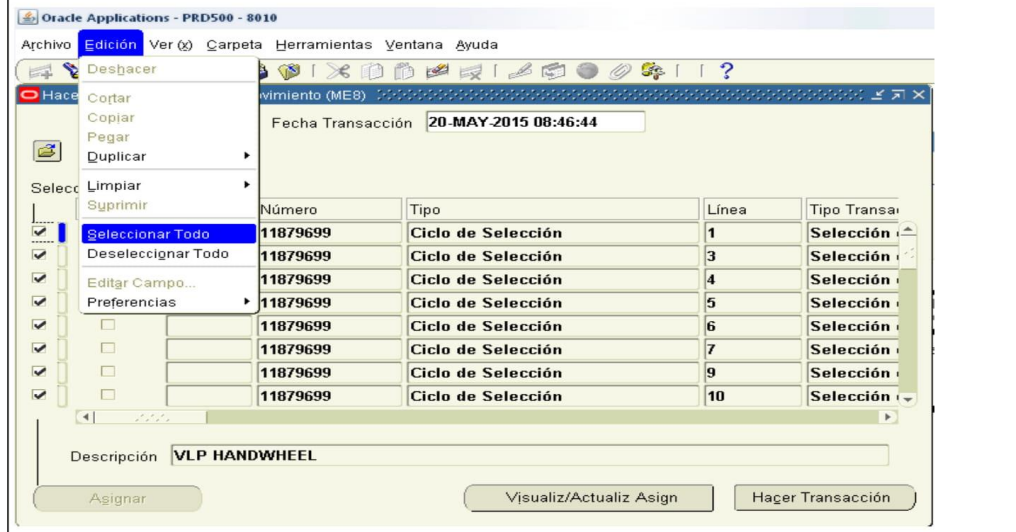 Oracle Applications - PRD500 - 8010
Archivo Edición Ver (x) Carpeta Herramientas Ventana Ayuda
Deshacer
Cortar
Copiar
Pegar
Duplicar
Limpiar
Suprimir
Seleccionar Todo
Deseleccionar Todo
Editar Campo...
Preferencias
Hace vimiento (ME8)
Fecha Transacción 20-MAY-2015 08:46:44
Selecc
Número Tipo Línea Tipo Transa
11879699 Ciclo de Selección 1 Selección
11879699 Ciclo de Selección 3 Selección
11879699 Ciclo de Selección 4 Selección
11879699 Ciclo de Selección 5 Selección
11879699 Ciclo de Selección 6 Selección
11879699 Ciclo de Selección 7 Selección
11879699 Ciclo de Selección 9 Selección
11879699 Ciclo de Selección 10 Selección
Descripción VLP HANDWHEEL
Asignar Visualiz/Actualiz Asign Hacer Transacción